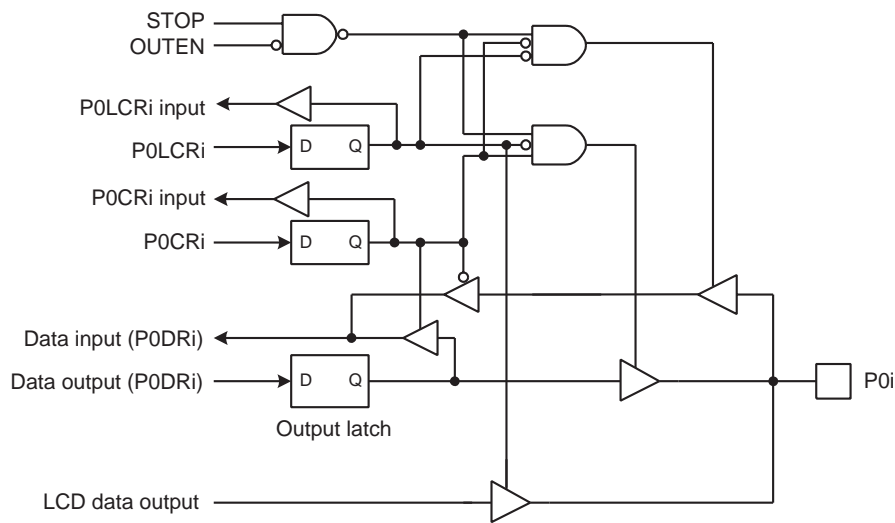 STOP
OUTEN
P0LCRi input
P0LCRi
D Q
P0CRi input
P0CRi
D Q
Data input (P0DRi)
Data output (P0DRi)
D Q
P0i
Output latch
LCD data output